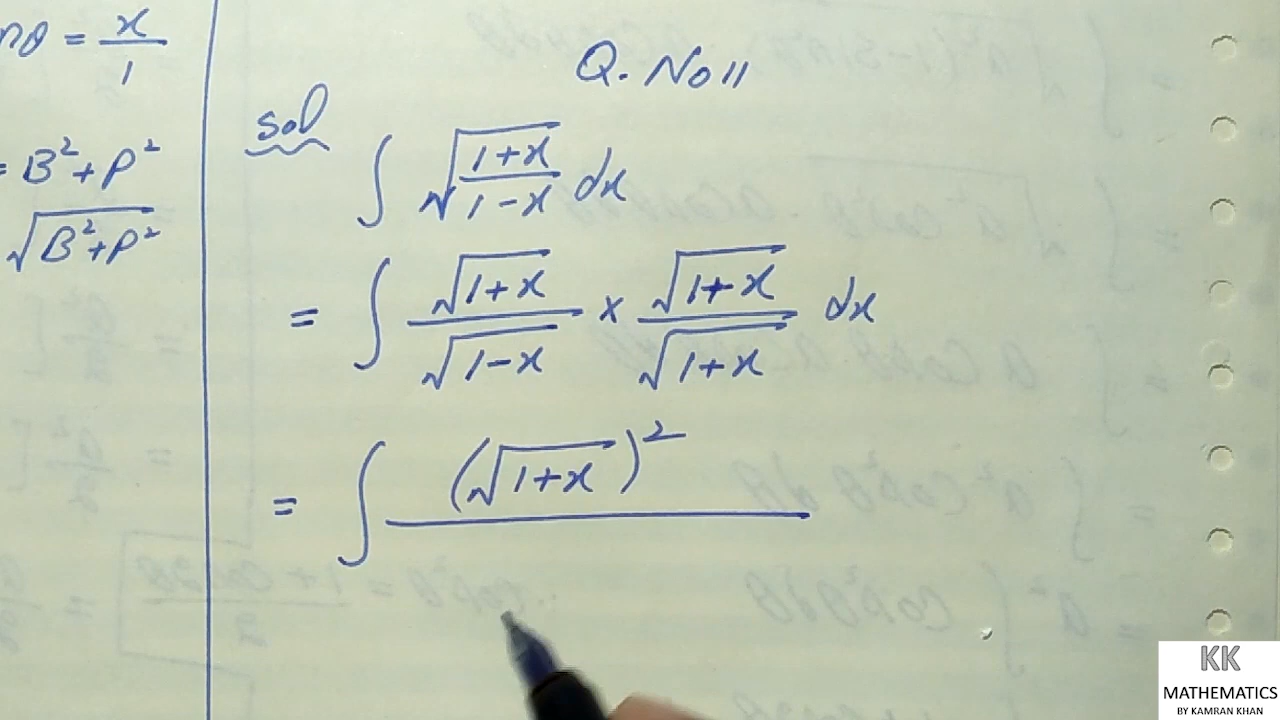 nθ = x/1
= B² + P²
√(B² + P²)
Q. No 11
Sol
∫ √((1+x)/(1-x)) dx
= ∫ √(1+x)/√(1-x) × √(1+x)/√(1+x) dx
= ∫ (√(1+x))²
KK
MATHEMATICS
BY KAMRAN KHAN